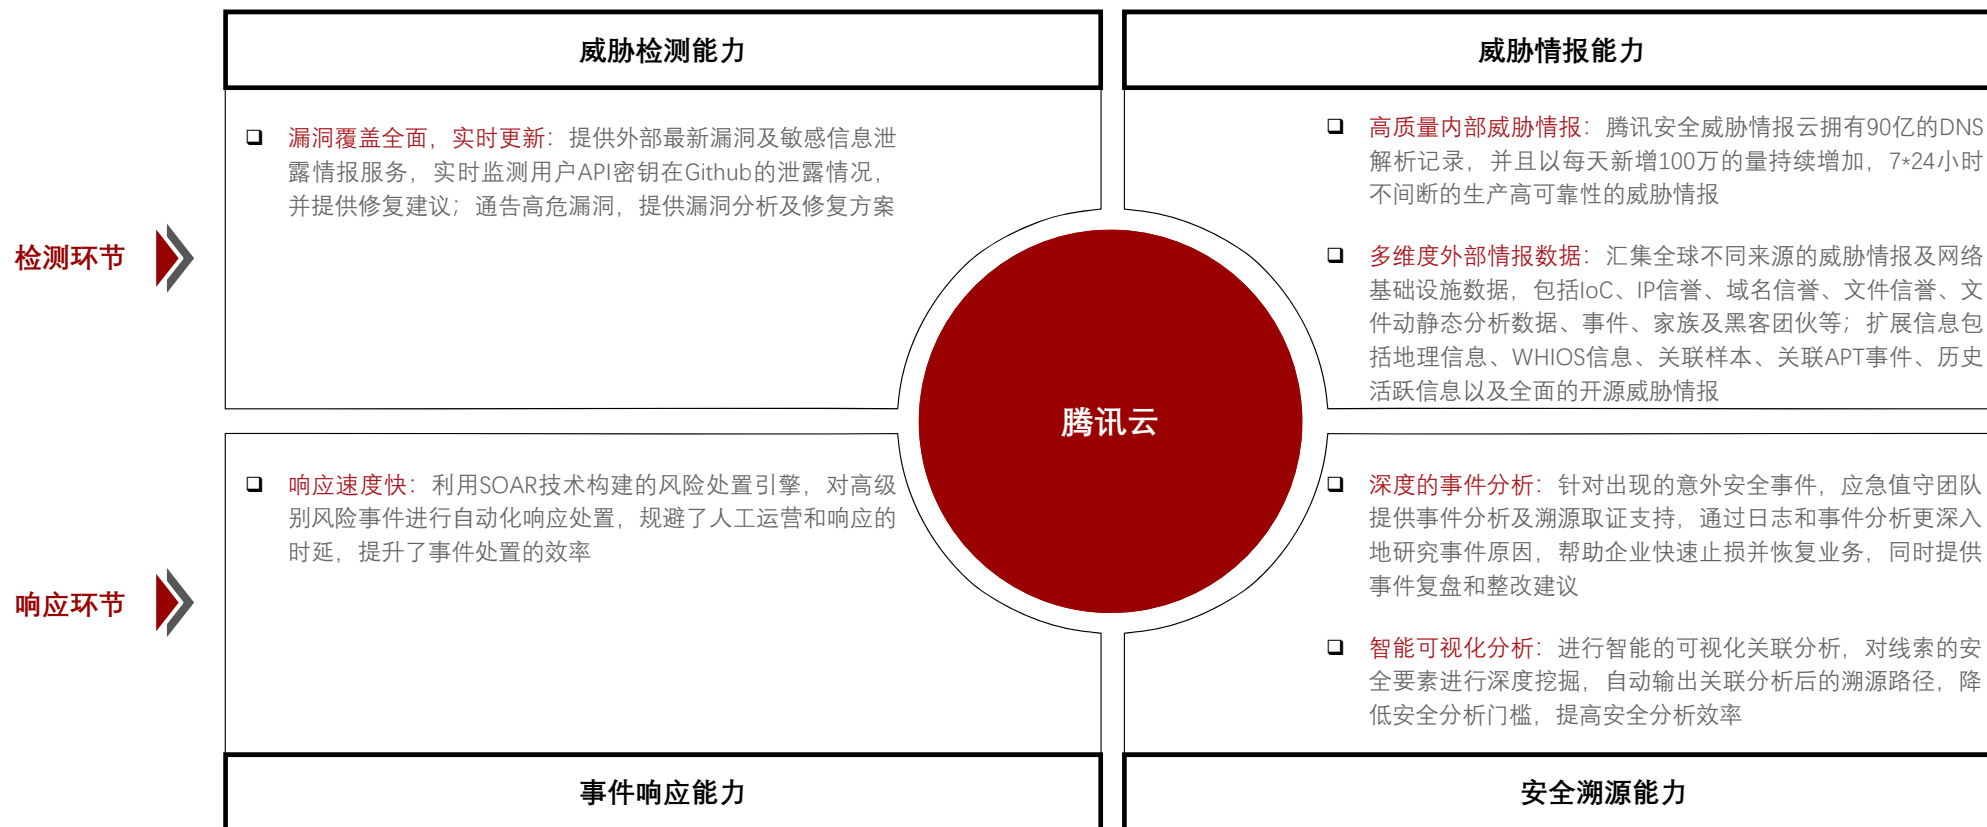 威胁检测能力
威胁情报能力
检测环节
漏洞覆盖全面，实时更新：提供外部最新漏洞及敏感信息泄
露情报服务，实时监测用户API密钥在Github的泄露情况，
并提供修复建议；通告高危漏洞，提供漏洞分析及修复方案
高质量内部威胁情报：腾讯安全威胁情报云拥有90亿的DNS
解析记录，并且以每天新增100万的量持续增加，7*24小时
不间断的生产高可靠性的威胁情报
多维度外部情报数据：汇集全球不同来源的威胁情报及网络
基础设施数据，包括IoC、IP信誉、域名信誉、文件信誉、文
件动静态分析数据、事件、家族及黑客团伙等；扩展信息包
括地理信息、WHIOS信息、关联样本、关联APT事件、历史
活跃信息以及全面的开源威胁情报
腾讯云
响应环节
响应速度快：利用SOAR技术构建的风险处置引擎，对高级
别风险事件进行自动化响应处置，规避了人工运营和响应的
时延，提升了事件处置的效率
深度的事件分析：针对出现的意外安全事件，应急值守团队
提供事件分析及溯源取证支持，通过日志和事件分析更深入
地研究事件原因，帮助企业快速止损并恢复业务，同时提供
事件复盘和整改建议
智能可视化分析：进行智能的可视化关联分析，对线索的安
全要素进行深度挖掘，自动输出关联分析后的溯源路径，降
低安全分析门槛，提高安全分析效率
事件响应能力
安全溯源能力